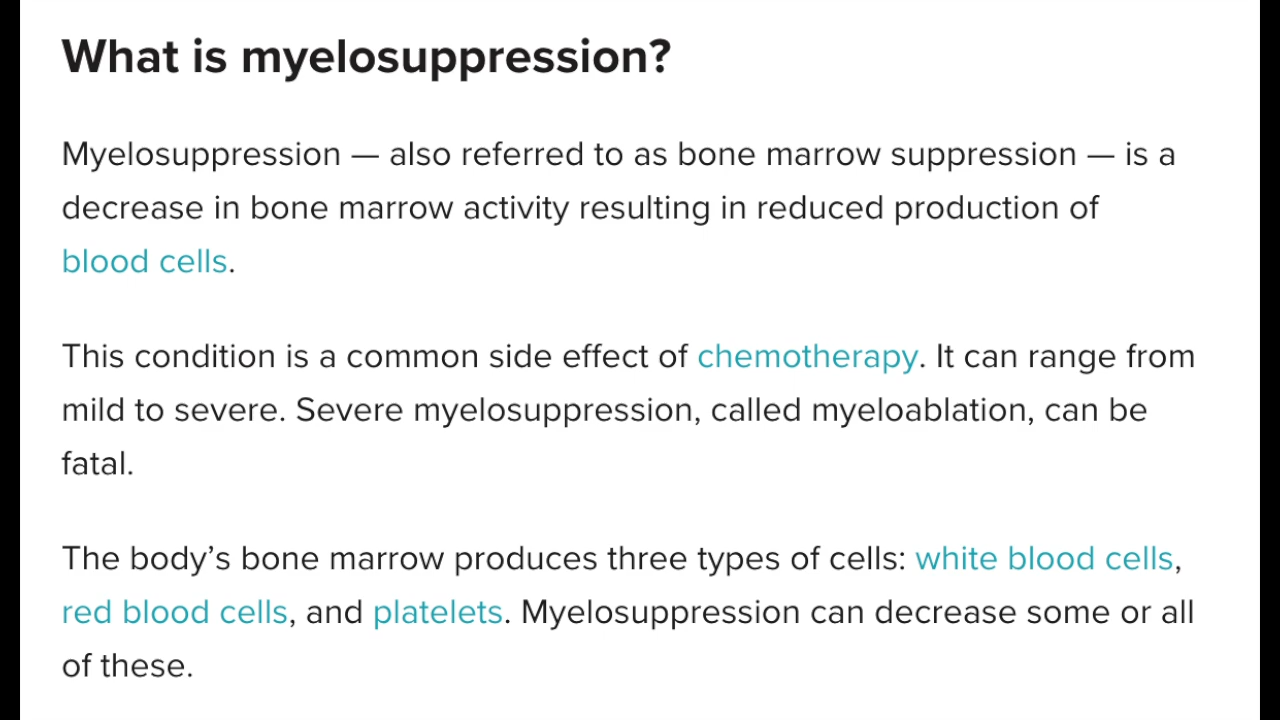 What is myelosuppression?
Myelosuppression — also referred to as bone marrow suppression — is a
decrease in bone marrow activity resulting in reduced production of
blood cells.
This condition is a common side effect of chemotherapy. It can range from
mild to severe. Severe myelosuppression, called myeloablation, can be
fatal.
The body’s bone marrow produces three types of cells: white blood cells,
red blood cells, and platelets. Myelosuppression can decrease some or all
of these.